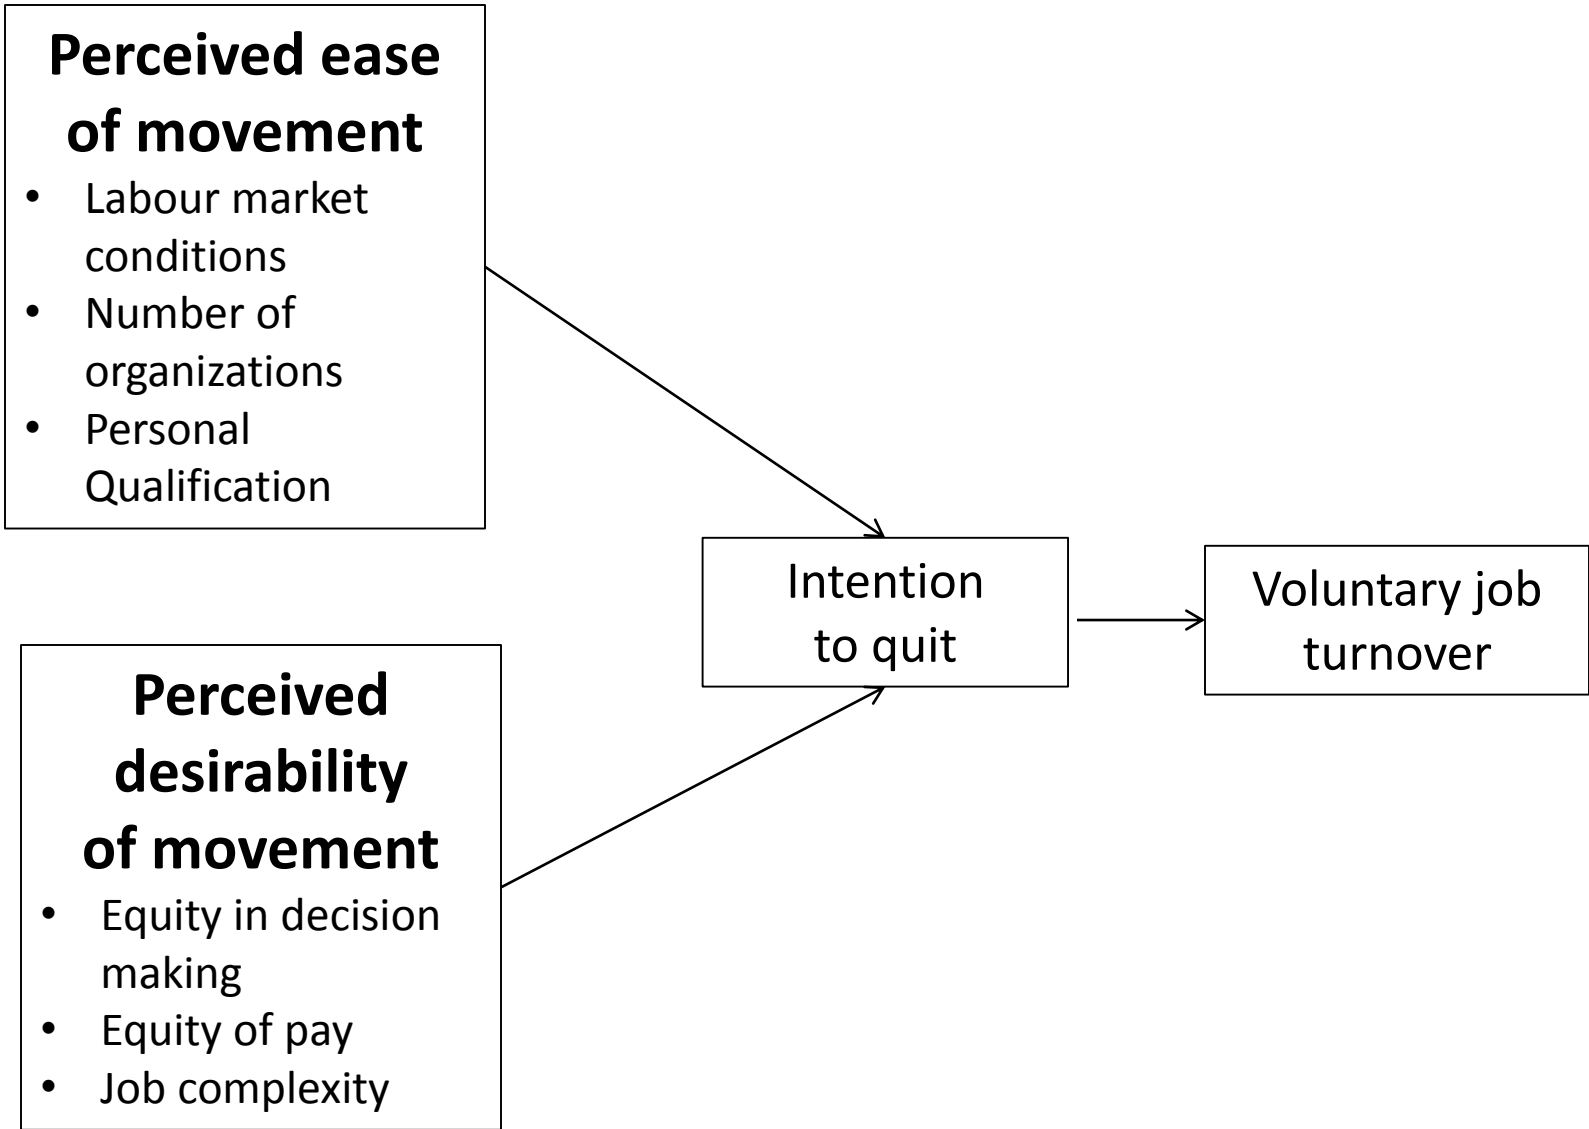 Perceived ease
of movement
• Labour market
conditions
• Number of
organizations
• Personal
Qualification
Intention
to quit
Voluntary job
turnover
Perceived
desirability
of movement
• Equity in decision
making
• Equity of pay
• Job complexity